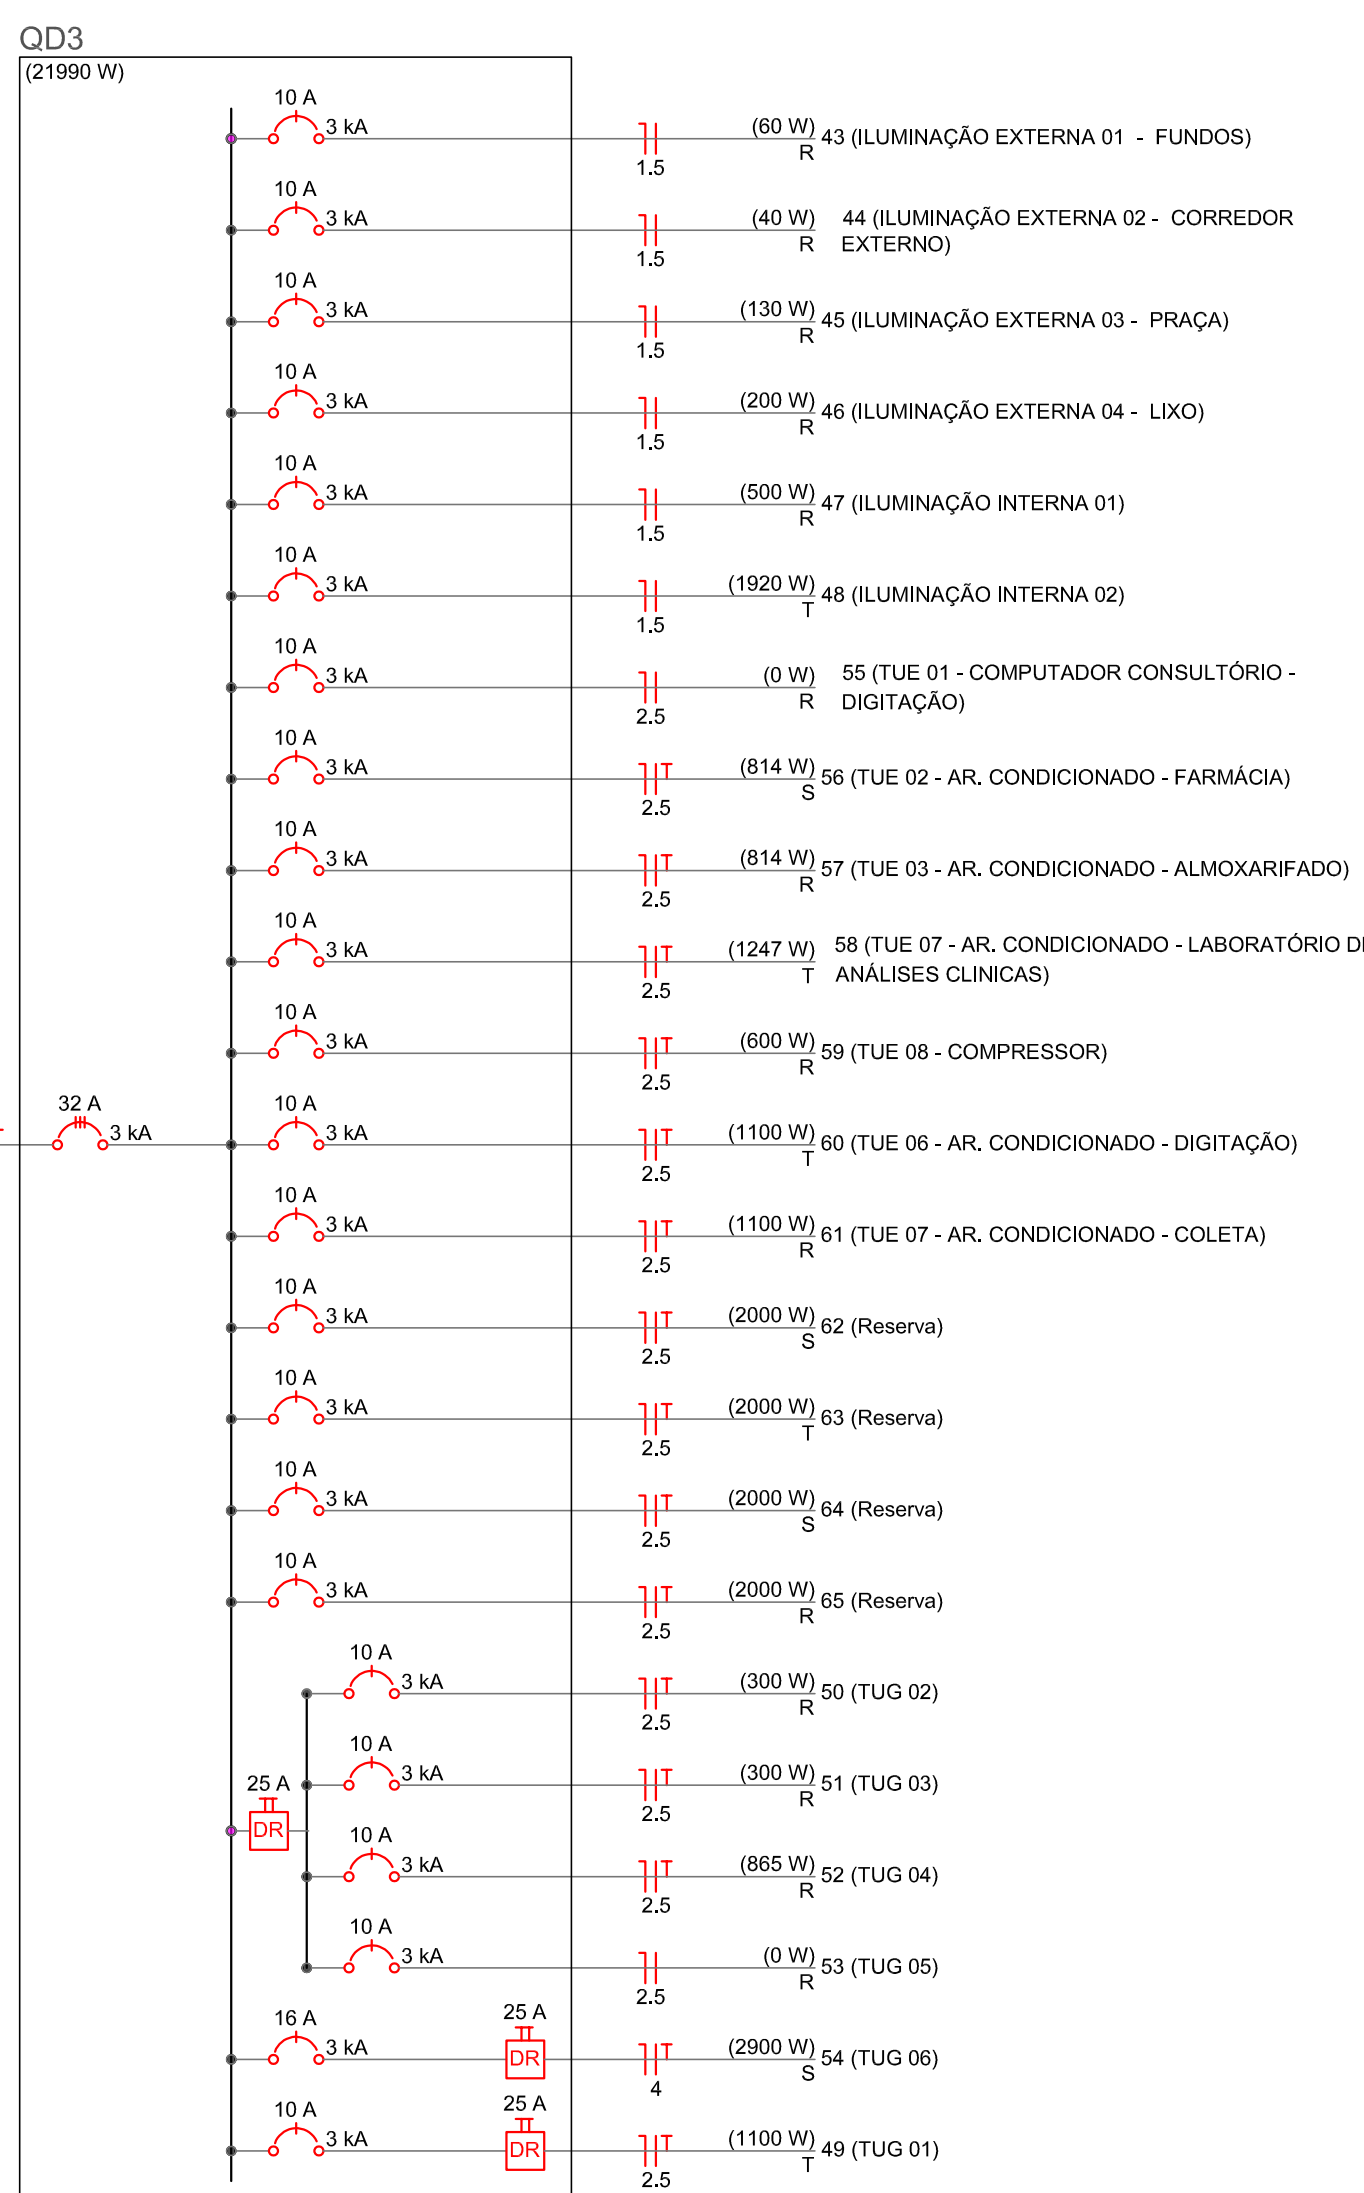 QD3
(21990 W)
10 A
3 kA
1.5
(60 W)
R
43 (ILUMINAÇÃO EXTERNA 01 - FUNDOS)
10 A
3 kA
1.5
(40 W)
R
44 (ILUMINAÇÃO EXTERNA 02 - CORREDOR
EXTERNO)
10 A
3 kA
1.5
(130 W)
R
45 (ILUMINAÇÃO EXTERNA 03 - PRAÇA)
10 A
3 kA
1.5
(200 W)
R
46 (ILUMINAÇÃO EXTERNA 04 - LIXO)
10 A
3 kA
1.5
(500 W)
R
47 (ILUMINAÇÃO INTERNA 01)
10 A
3 kA
1.5
(1920 W)
T
48 (ILUMINAÇÃO INTERNA 02)
10 A
3 kA
2.5
(0 W)
R
55 (TUE 01 - COMPUTADOR CONSULTÓRIO -
DIGITAÇÃO)
10 A
3 kA
2.5
(814 W)
S
56 (TUE 02 - AR. CONDICIONADO - FARMÁCIA)
10 A
3 kA
2.5
(814 W)
R
57 (TUE 03 - AR. CONDICIONADO - ALMOXARIFADO)
10 A
3 kA
2.5
(1247 W)
T
58 (TUE 07 - AR. CONDICIONADO - LABORATÓRIO
ANÁLISES CLINICAS)
10 A
3 kA
2.5
(600 W)
R
59 (TUE 08 - COMPRESSOR)
32 A
3 kA
10 A
3 kA
2.5
(1100 W)
T
60 (TUE 06 - AR. CONDICIONADO - DIGITAÇÃO)
10 A
3 kA
2.5
(1100 W)
R
61 (TUE 07 - AR. CONDICIONADO - COLETA)
10 A
3 kA
2.5
(2000 W)
S
62 (Reserva)
10 A
3 kA
2.5
(2000 W)
T
63 (Reserva)
10 A
3 kA
2.5
(2000 W)
S
64 (Reserva)
10 A
3 kA
2.5
(2000 W)
R
65 (Reserva)
10 A
3 kA
2.5
(300 W)
R
50 (TUG 02)
10 A
3 kA
2.5
(300 W)
R
51 (TUG 03)
25 A
DR
10 A
3 kA
2.5
(865 W)
R
52 (TUG 04)
10 A
3 kA
2.5
(0 W)
R
53 (TUG 05)
16 A
3 kA
25 A
DR
4
(2900 W)
S
54 (TUG 06)
10 A
3 kA
25 A
DR
2.5
(1100 W)
T
49 (TUG 01)